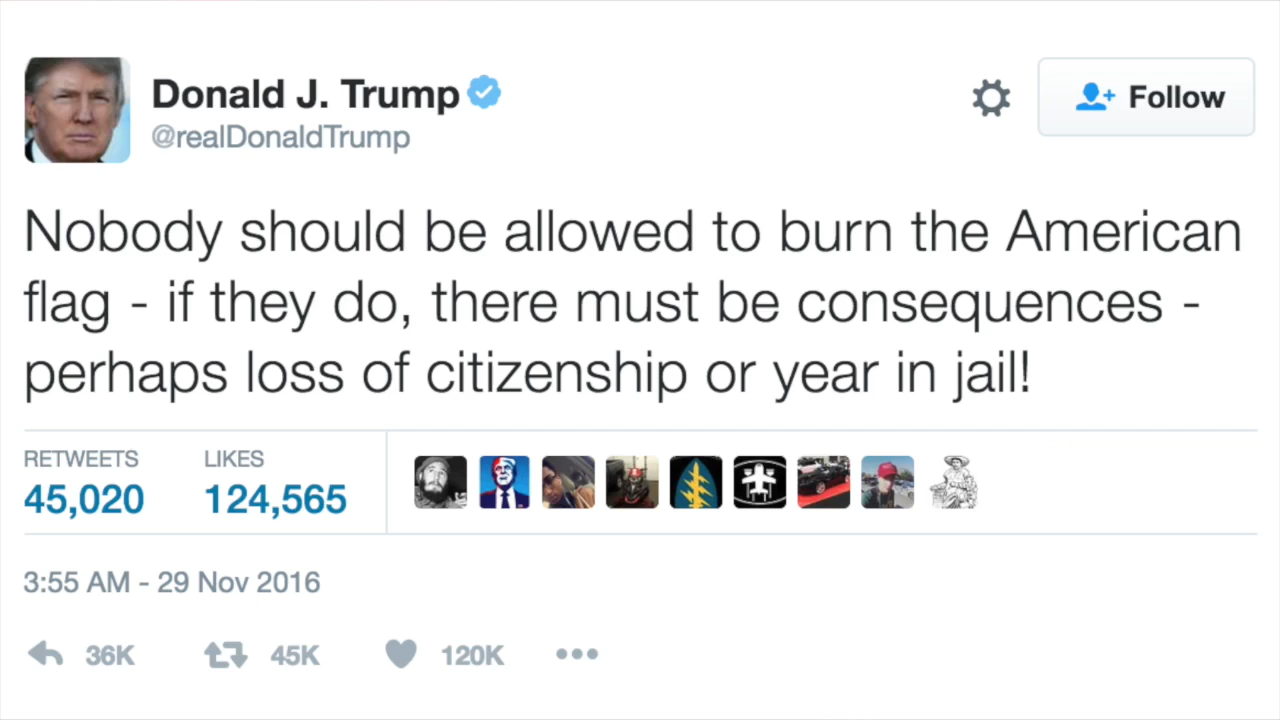 Donald J. Trump
@realDonaldTrump
Follow
Nobody should be allowed to burn the American
flag - if they do, there must be consequences -
perhaps loss of citizenship or year in jail!
RETWEETS LIKES
45,020 124,565
3:55 AM - 29 Nov 2016
36K 45K 120K